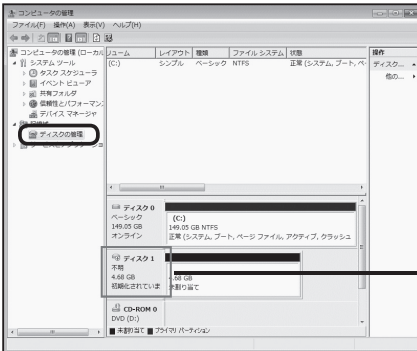 コンピュータの管理
ファイル(F) 操作(A) 表示(V) ヘルプ(H)
コンピュータの管理 (ローカル
システム ツール
タスク スケジューラ
イベント ビューア
共有フォルダ
信頼性とパフォーマン
デバイス マネージャ
ディスクの管理
リューム レイアウト 種類 ファイル システム 状態
(C:) シンプル ベーシック NTFS 正常 (システム, ブート, ペー
操作
ディスク...
他の...
ディスク 0
ベーシック
149.05 GB
オンライン
(C:)
149.05 GB NTFS
正常 (システム, ブート, ページ ファイル, アクティブ, クラッシュ
ディスク 1
不明
4.68 GB
初期化されていま
4.68 GB
未割り当て
CD-ROM 0
DVD (D:)
未割り当て プライマリ パーティション